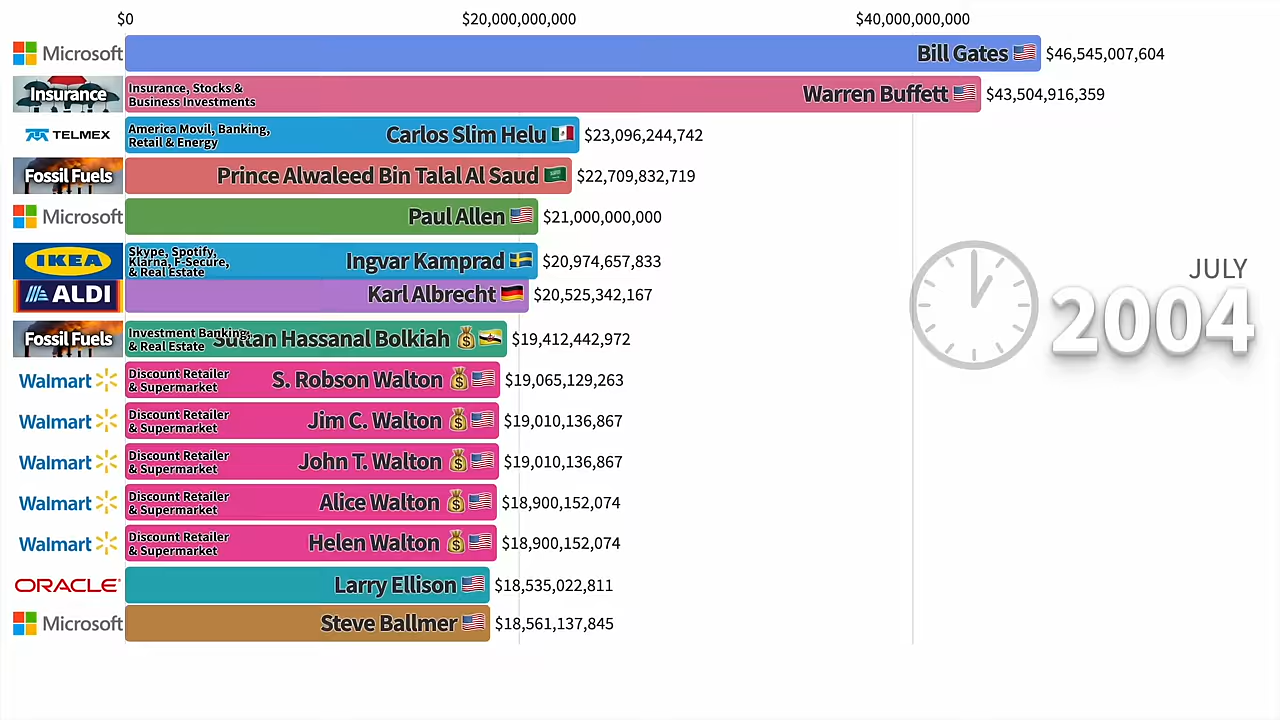 $0 $20,000,000,000 $40,000,000,000
Microsoft Bill Gates $46,545,007,604
Insurance Insurance, Stocks &
Business Investments Warren Buffett $43,504,916,359
TELMEX America Movil, Banking,
Retail & Energy Carlos Slim Helu $23,096,244,742
Fossil Fuels Prince Alwaleed Bin Talal Al Saud $22,709,832,719
Microsoft Paul Allen $21,000,000,000
IKEA Skype, Spotify,
Klarna, F-Secure,
& Real Estate Ingvar Kamprad $20,974,657,833
ALDI Karl Albrecht $20,525,342,167
JULY
2004
Fossil Fuels Investment Banking,
& Real Estate Sultan Hassanal Bolkiah $19,412,442,972
Walmart Discount Retailer
& Supermarket S. Robson Walton $19,065,129,263
Walmart Discount Retailer
& Supermarket Jim C. Walton $19,010,136,867
Walmart Discount Retailer
& Supermarket John T. Walton $19,010,136,867
Walmart Discount Retailer
& Supermarket Alice Walton $18,900,152,074
Walmart Discount Retailer
& Supermarket Helen Walton $18,900,152,074
ORACLE Larry Ellison $18,535,022,811
Microsoft Steve Ballmer $18,561,137,845